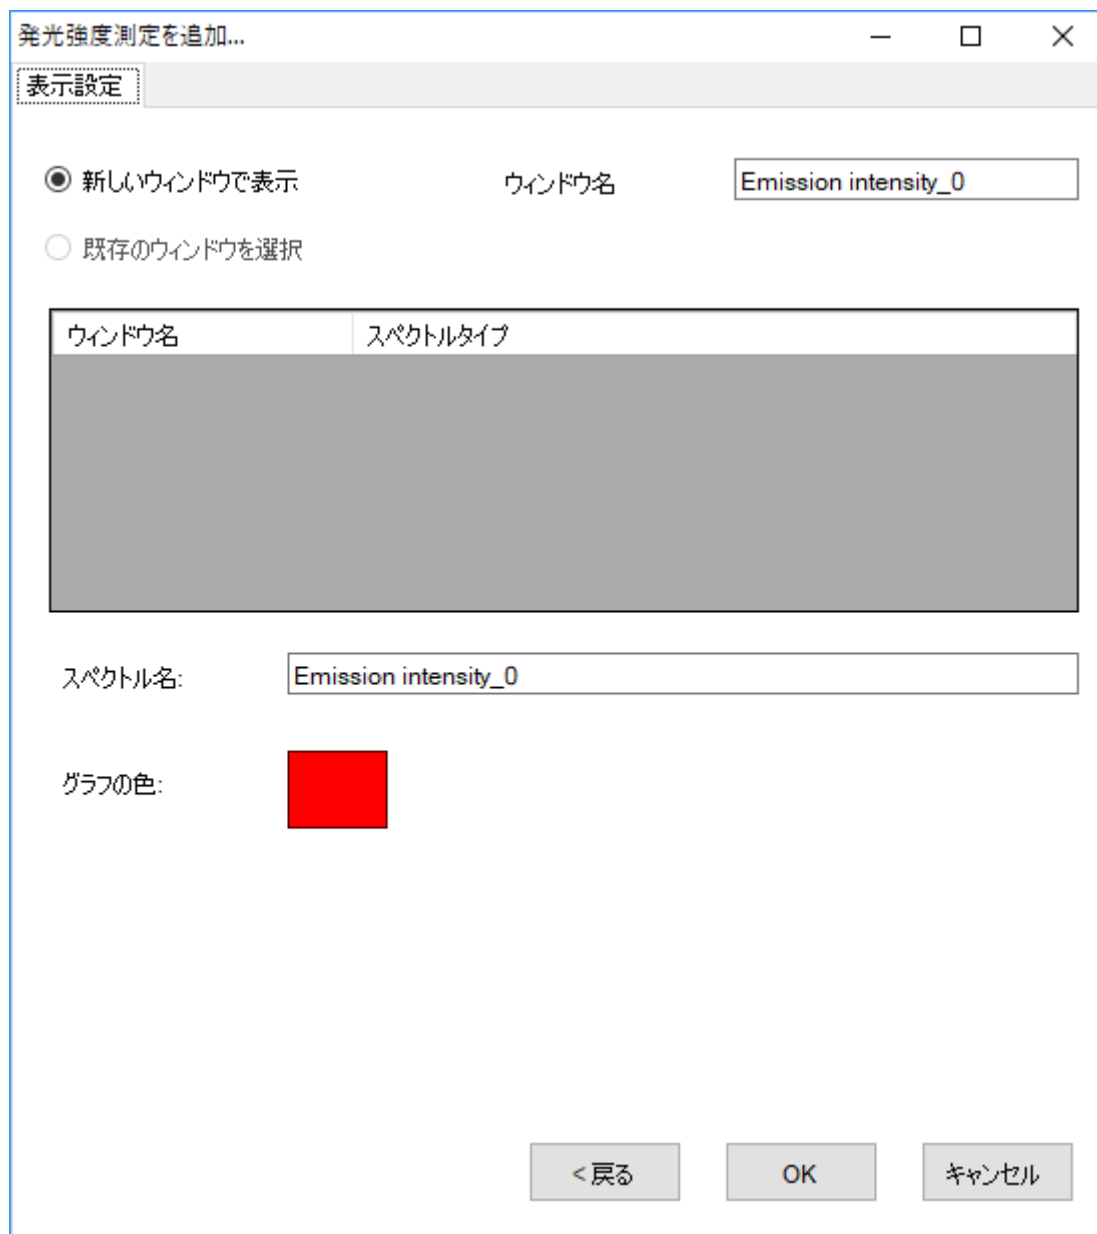 発光強度測定を追加...
表示設定
新しいウィンドウで表示 ウィンドウ名 Emission intensity_0
既存のウィンドウを選択
ウィンドウ名 スペクトルタイプ
スペクトル名: Emission intensity_0
グラフの色:
<戻る OK キャンセル